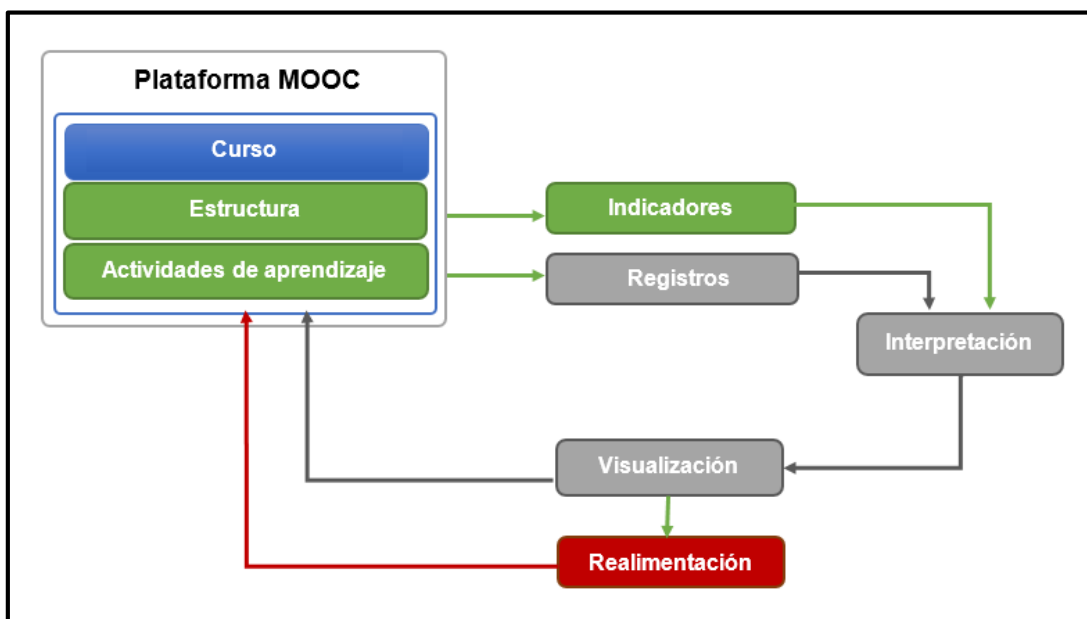 Plataforma MOOC
Curso
Estructura
Actividades de aprendizaje
Indicadores
Registros
Interpretación
Visualización
Realimentación